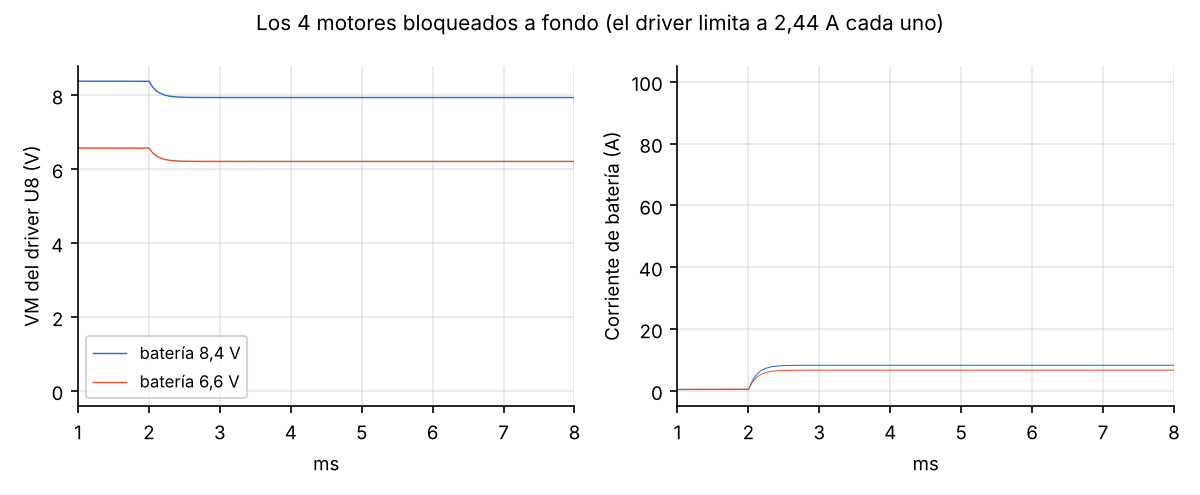 Los 4 motores bloqueados a fondo (el driver limita a 2,44 A cada uno)
VM del driver U8 (V)
8
6
4
2
0
batería 8,4 V
batería 6,6 V
1 2 3 4 5 6 7 8
ms
Corriente de batería (A)
100
80
60
40
20
0
1 2 3 4 5 6 7 8
ms